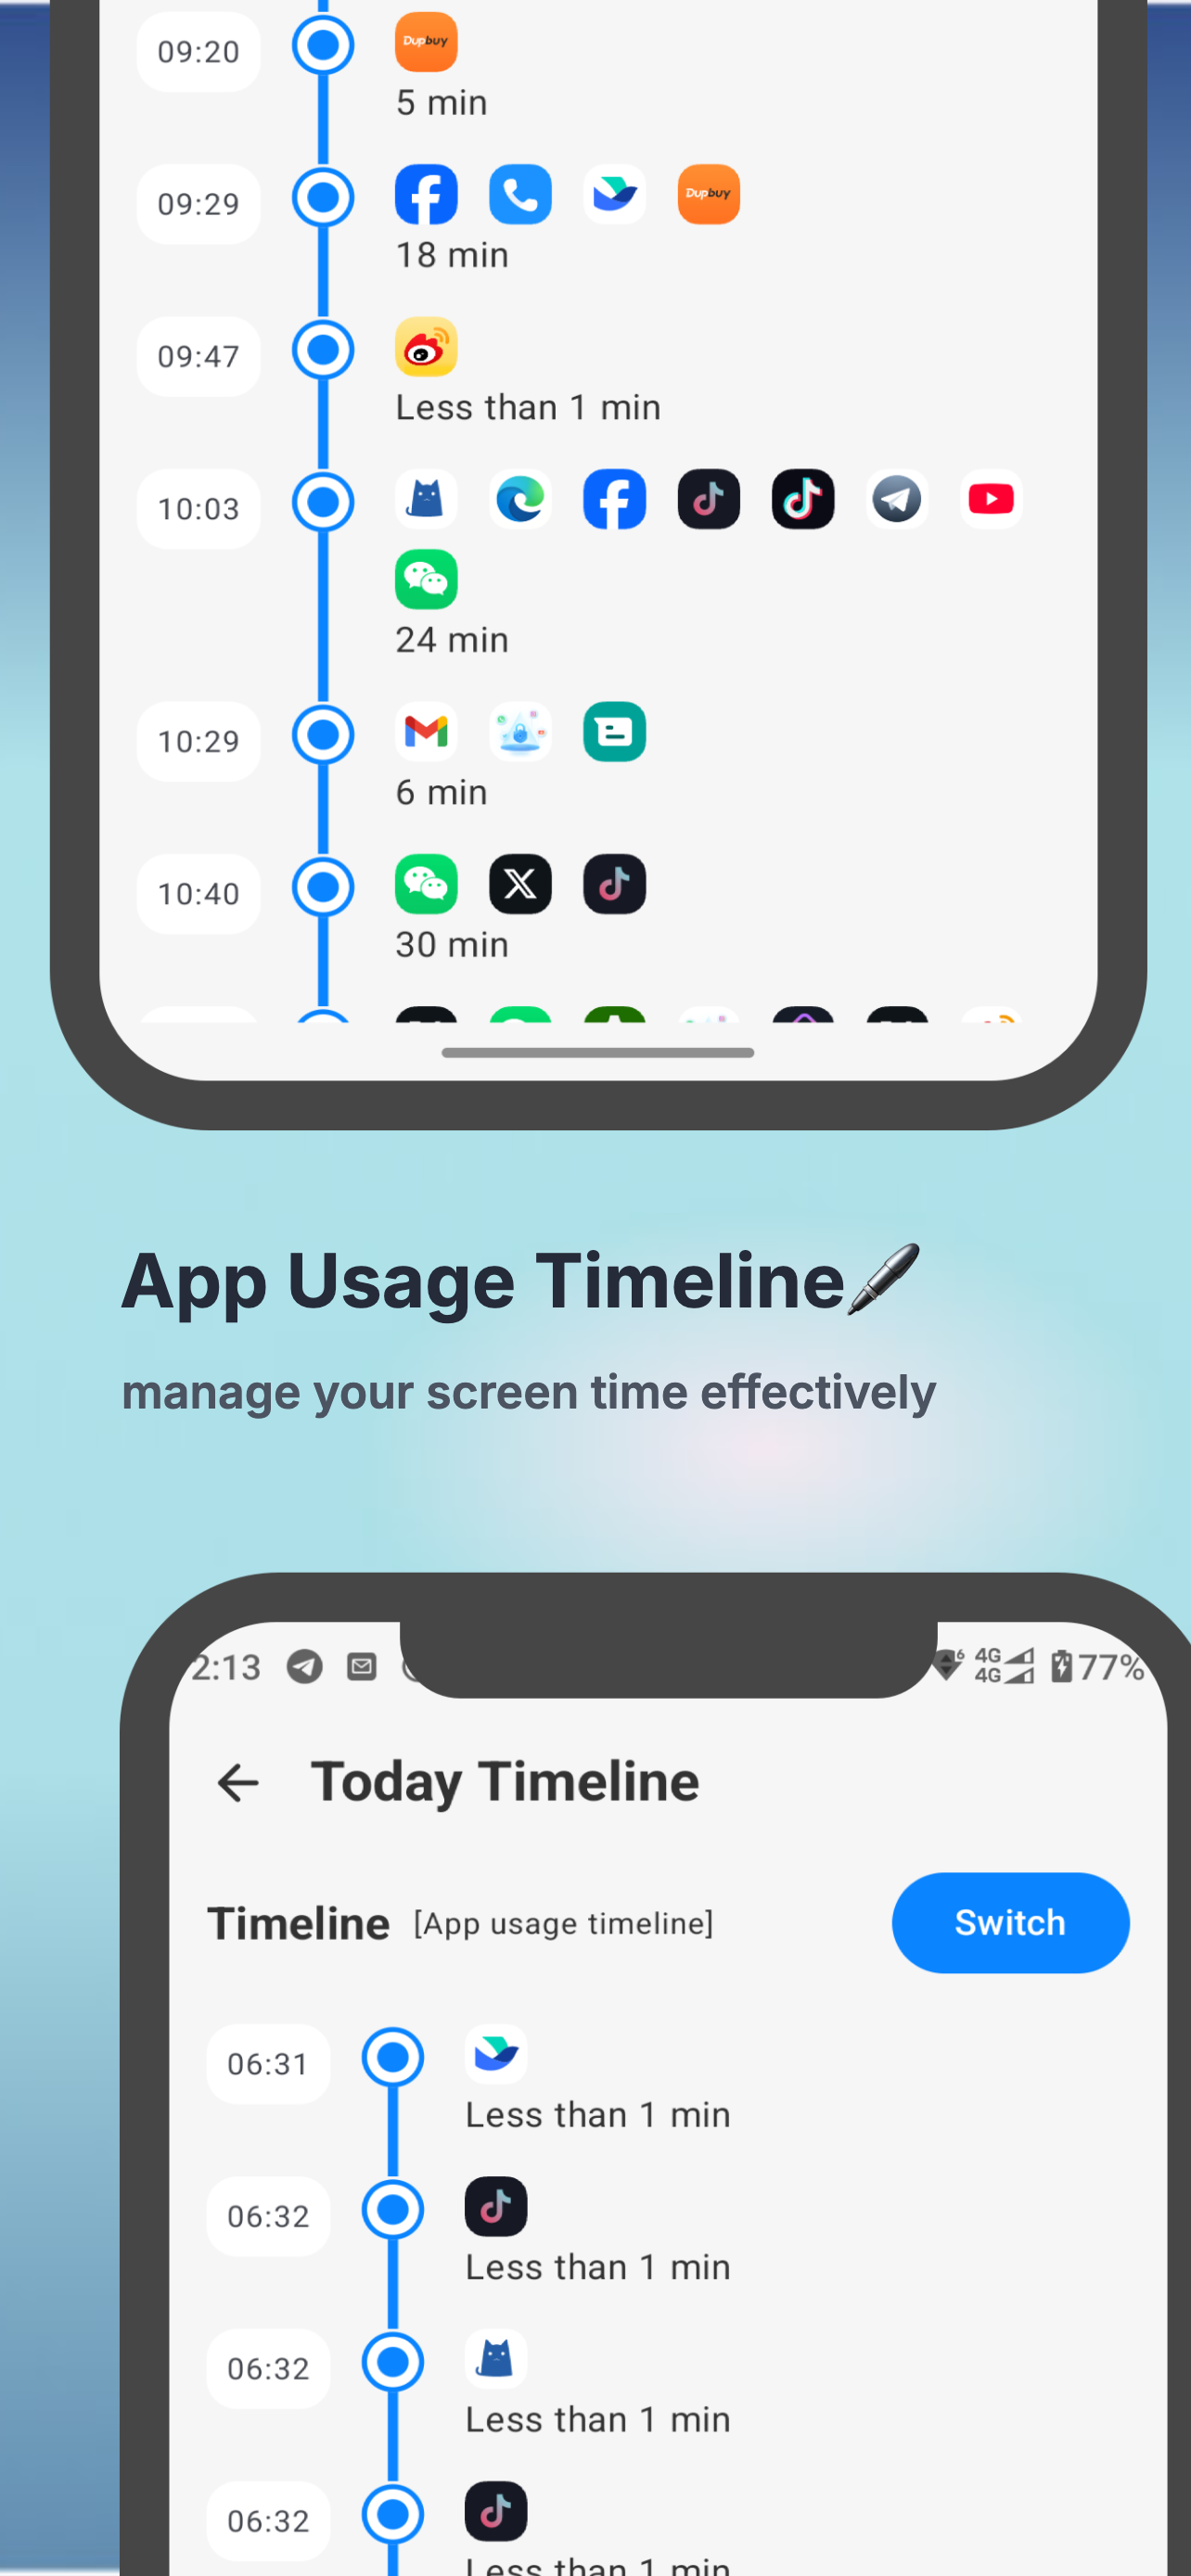 09:20
Dupbuy
5 min
09:29
Dupbuy
18 min
09:47
Less than 1 min
10:03
24 min
10:29
6 min
10:40
30 min
App Usage Timeline
manage your screen time effectively
2:13
6 4G 77%
4G
Today Timeline
Timeline [App usage timeline] Switch
06:31
Less than 1 min
06:32
Less than 1 min
06:32
Less than 1 min
06:32
Less than 1 min